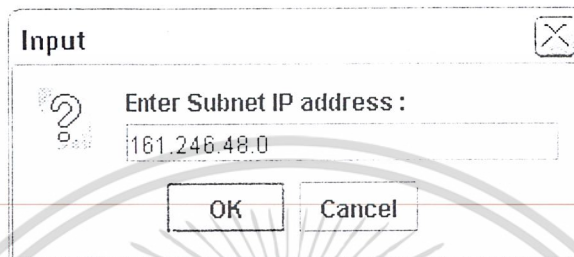 Input
Enter Subnet IP address :
161.246.48.0
OK
Cancel